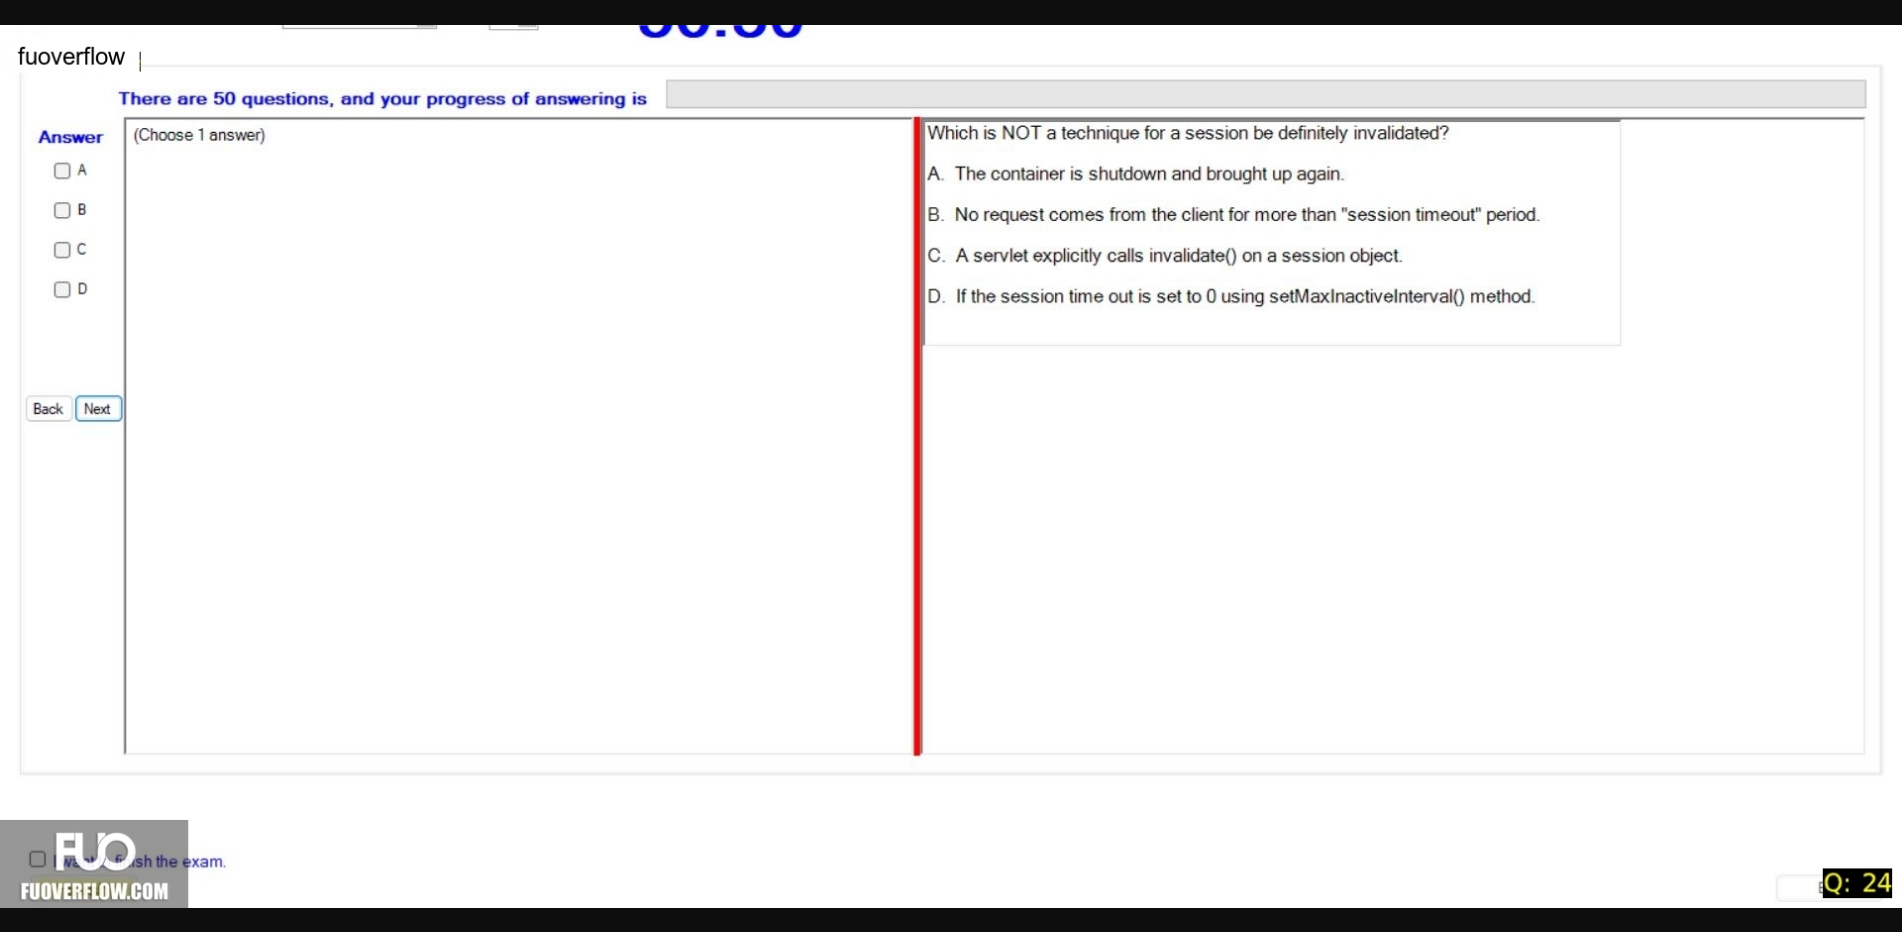 fuoverflow
There are 50 questions, and your progress of answering is
Answer
(Choose 1 answer)
A
B
C
D
Back Next
Which is NOT a technique for a session be definitely invalidated?
A. The container is shutdown and brought up again.
B. No request comes from the client for more than "session timeout" period.
C. A servlet explicitly calls invalidate() on a session object.
D. If the session time out is set to 0 using setMaxInactiveInterval() method.
FUO
the exam.
FUOVERFLOW.COM
Q: 24